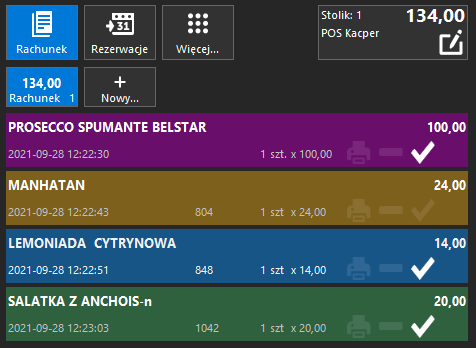 Rachunek
31
Rezerwacje
Więcej...
Stolik: 1
134,00
POS Kacper
134,00
Rachunek 1
+
Nowy...
PROSECCO SPUMANTE BELSTAR 100,00
2021-09-28 12:22:30 1 szt. x 100,00
MANHATAN 24,00
2021-09-28 12:22:43 804 1 szt x 24,00
LEMONIADA CYTRYNOWA 14,00
2021-09-28 12:22:51 848 1 szt. x 14,00
SALATKA Z ANCHOIS-n 20,00
2021-09-28 12:23:03 1042 1 szt. x 20,00